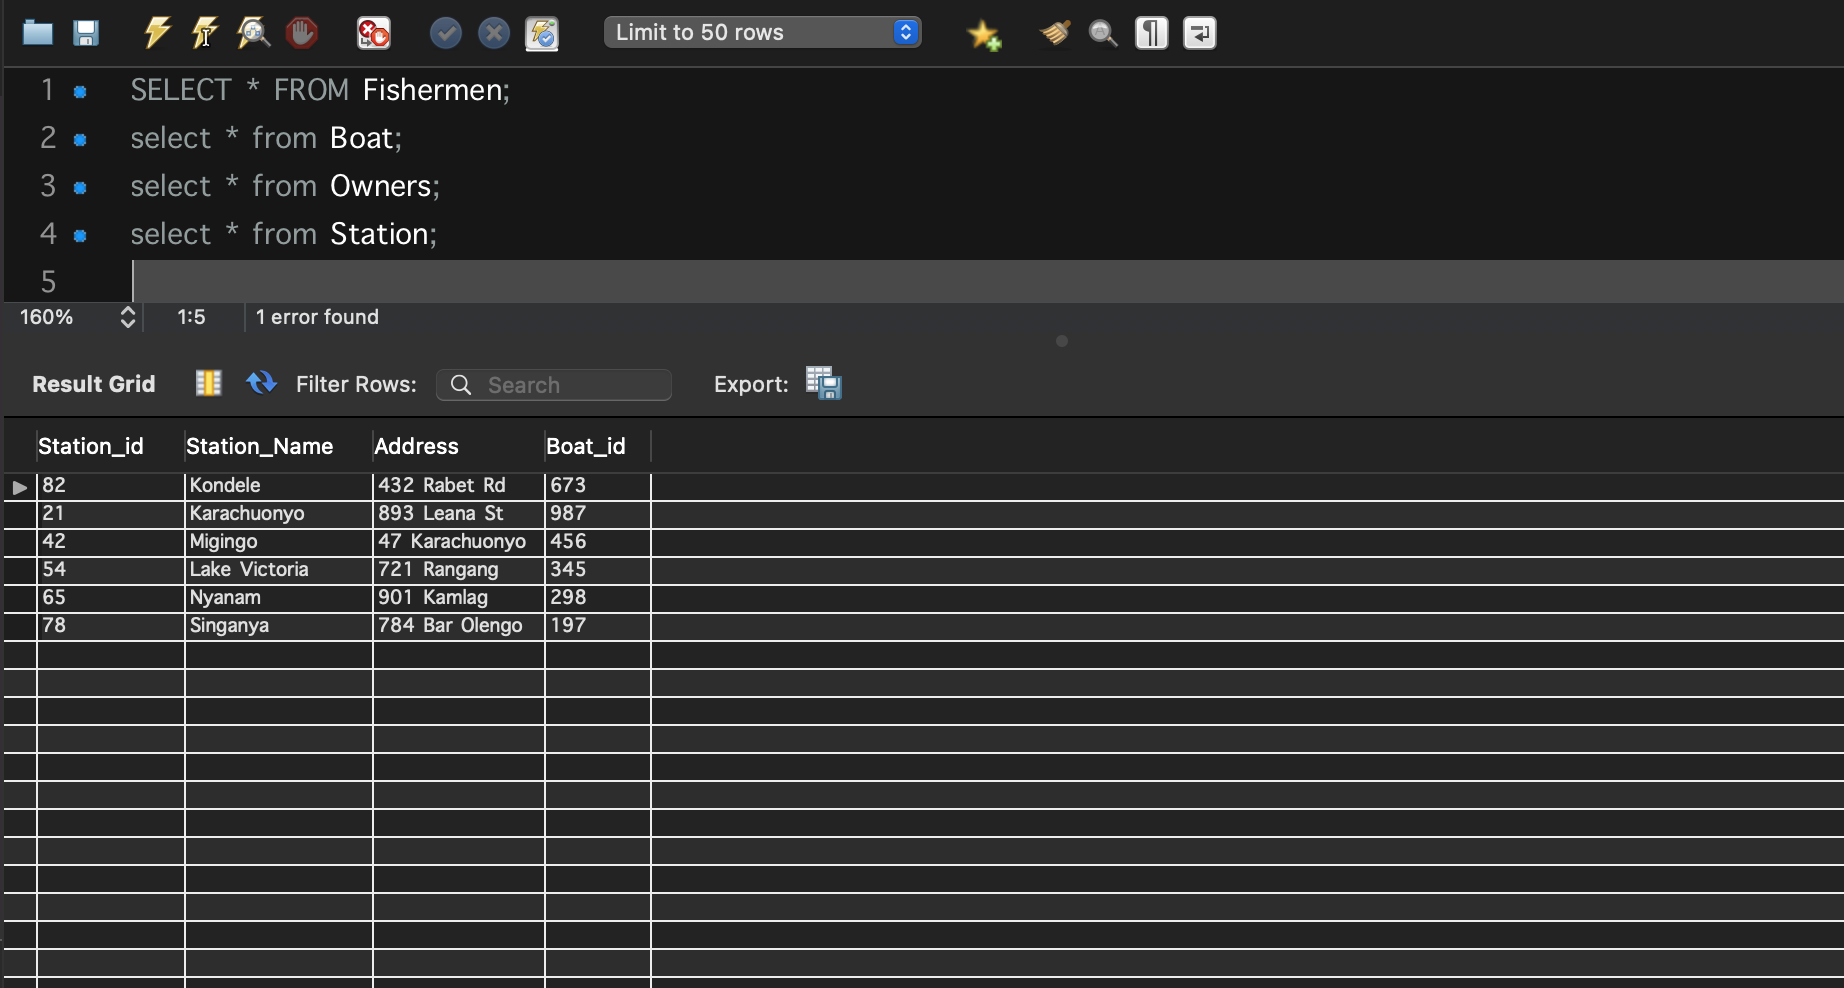 Limit to 50 rows
1 SELECT * FROM Fishermen;
2 select * from Boat;
3 select * from Owners;
4 select * from Station;
5
160% 1:5 1 error found
Result Grid Filter Rows: Search Export:
Station_id Station_Name Address Boat_id
82 Kondele 432 Rabet Rd 673
21 Karachuonyo 893 Leana St 987
42 Migingo 47 Karachuonyo 456
54 Lake Victoria 721 Rangang 345
65 Nyanam 901 Kamlag 298
78 Singanya 784 Bar Olengo 197